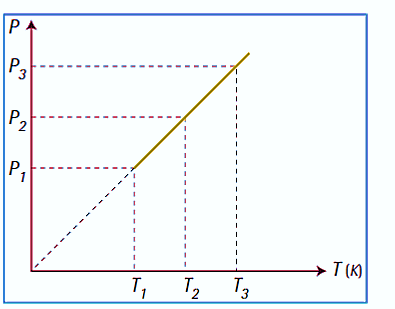 P
P₃
P₂
P₁
T₁ T₂ T₃
T (K)